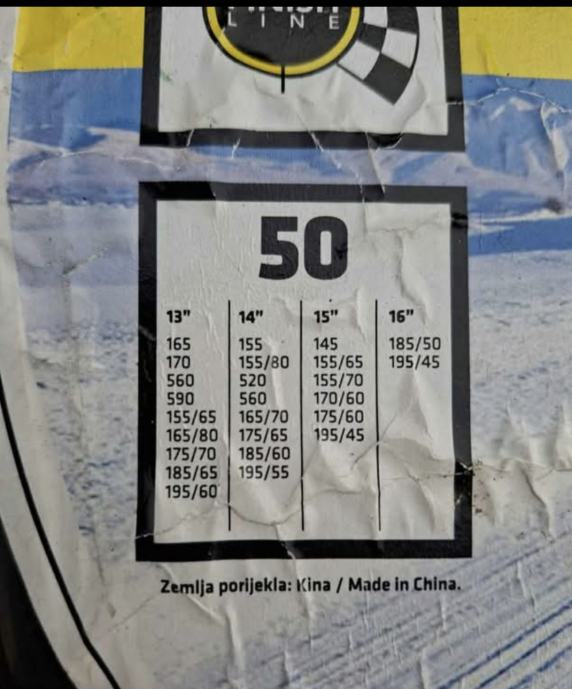 FINISH
LINE
50
13” 14” 15” 16”
165 155 145 185/50
170 155/80 155/65 195/45
560 520 155/70
590 560 170/60
155/65 165/70 175/60
165/80 175/65 195/45
175/70 185/60
185/65 195/55
195/60
Zemlja porijekla: Kina / Made in China.